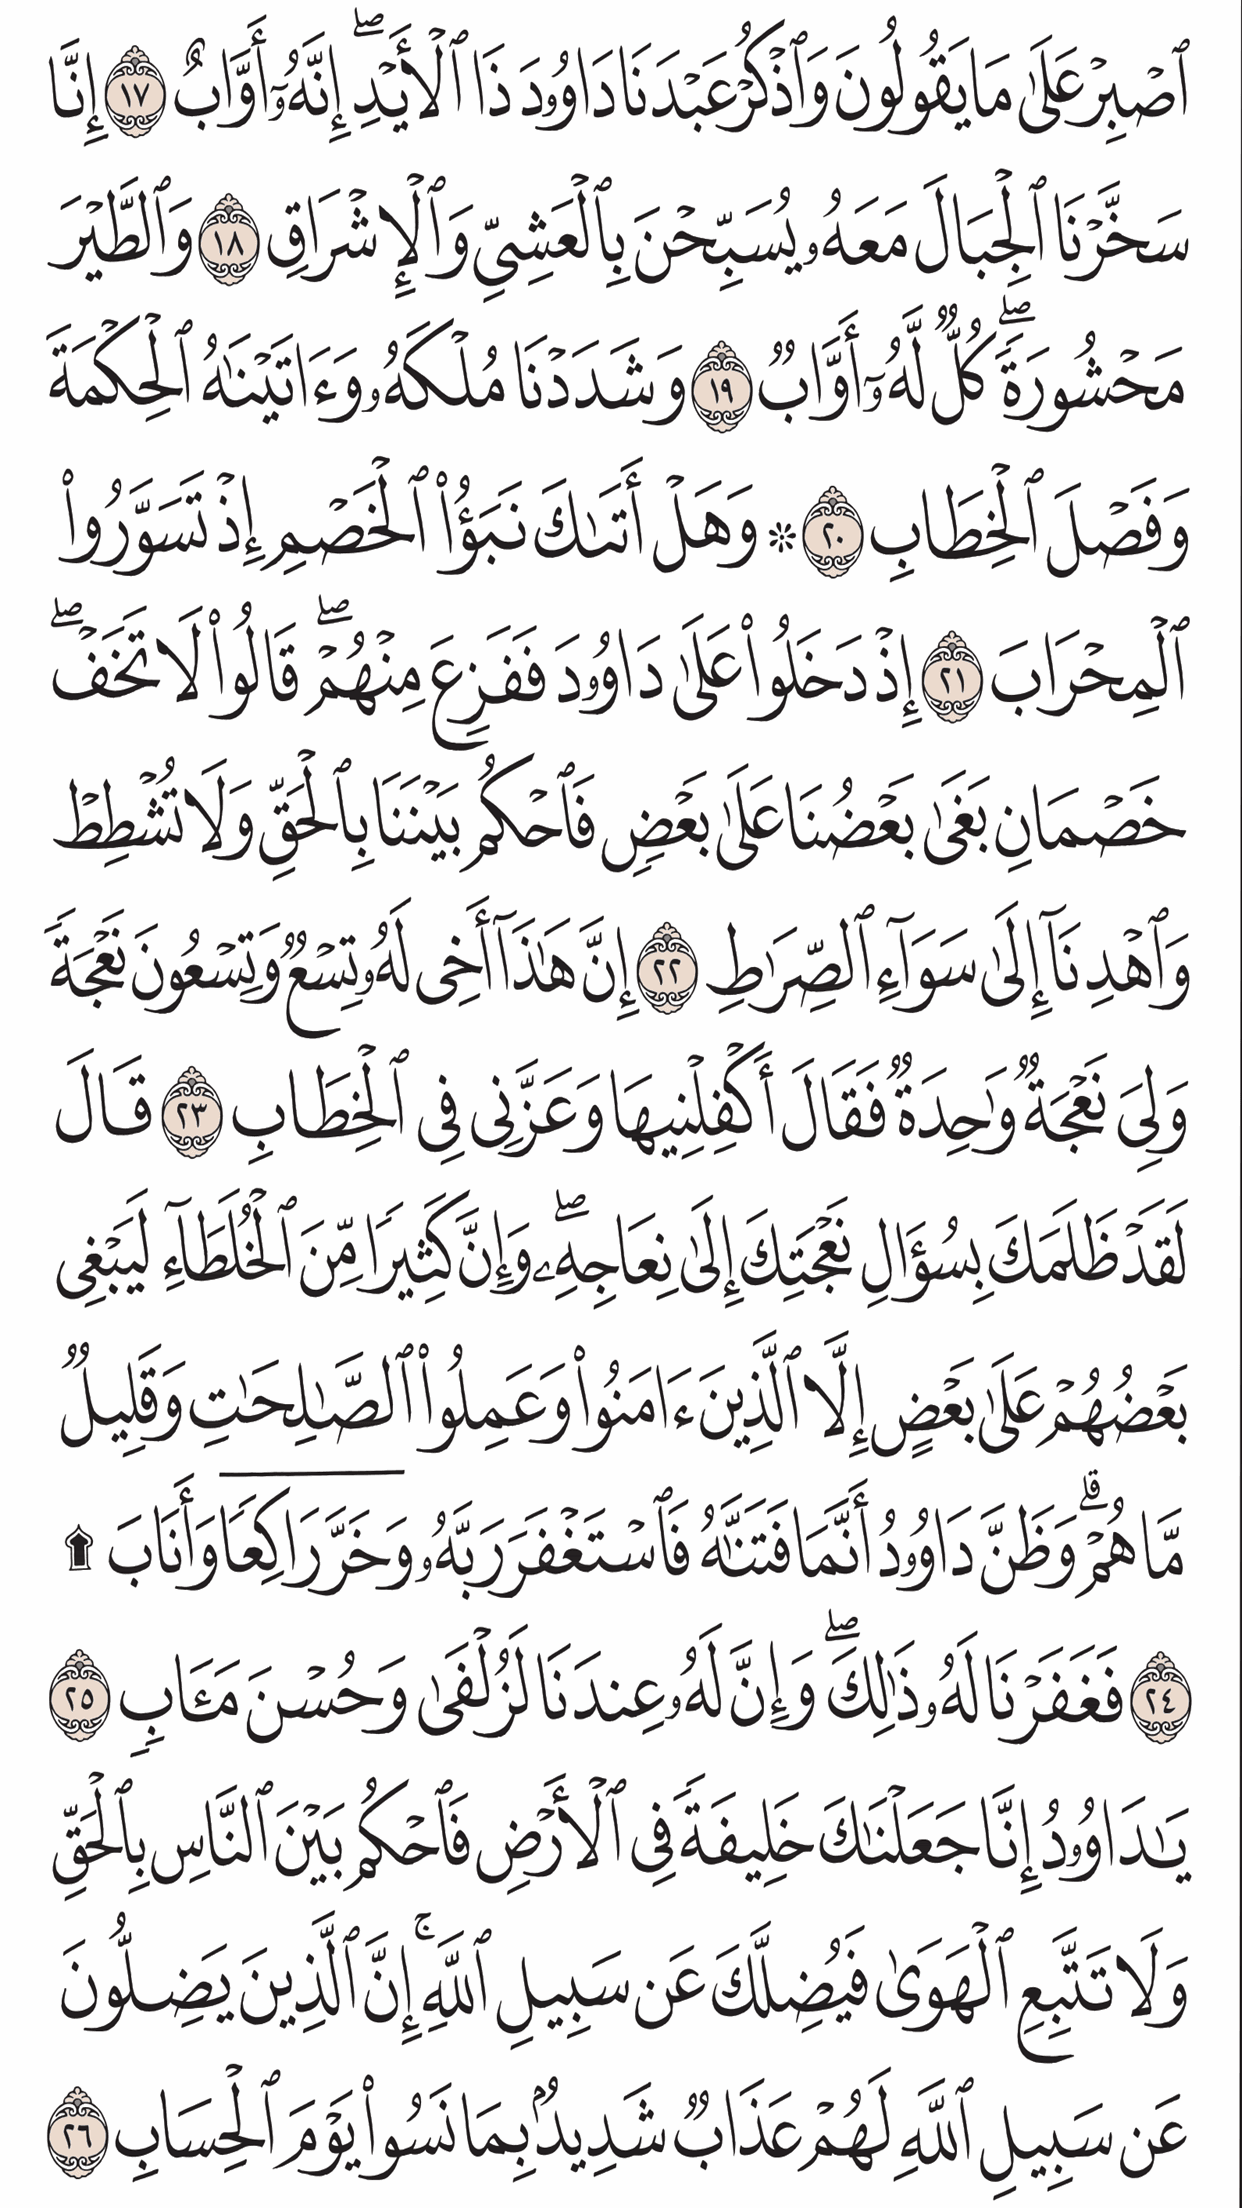 ٱصۡبِرۡ عَلَىٰ مَا يَقُولُونَ وَٱذۡكُرۡ عَبۡدَنَا دَاوُۥدَ ذَا ٱلۡأَيۡدِۖ إِنَّهُۥٓ أَوَّابٌ ١٧ إِنَّا
سَخَّرۡنَا ٱلۡجِبَالَ مَعَهُۥ يُسَبِّحۡنَ بِٱلۡعَشِيِّ وَٱلۡإِشۡرَاقِ ١٨ وَٱلطَّيۡرَ
مَحۡشُورَةٗۖ كُلّٞ لَّهُۥٓ أَوَّابٞ ١٩ وَشَدَدۡنَا مُلۡكَهُۥ وَءَاتَيۡنَٰهُ ٱلۡحِكۡمَةَ
وَفَصۡلَ ٱلۡخِطَابِ ٢٠ ۞ وَهَلۡ أَتَىٰكَ نَبَؤُاْ ٱلۡخَصۡمِ إِذۡ تَسَوَّرُواْ
ٱلۡمِحۡرَابَ ٢١ إِذۡ دَخَلُواْ عَلَىٰ دَاوُۥدَ فَفَزِعَ مِنۡهُمۡۖ قَالُواْ لَا تَخَفۡۖ
خَصۡمَانِ بَغَىٰ بَعۡضُنَا عَلَىٰ بَعۡضٖ فَٱحۡكُم بَيۡنَنَا بِٱلۡحَقِّ وَلَا تُشۡطِطۡ
وَٱهۡدِنَآ إِلَىٰ سَوَآءِ ٱلصِّرَٰطِ ٢٢ إِنَّ هَٰذَآ أَخِي لَهُۥ تِسۡعٞ وَتِسۡعُونَ نَعۡجَةٗ
وَلِيَ نَعۡجَةٞ وَٰحِدَةٞ فَقَالَ أَكۡفِلۡنِيهَا وَعَزَّنِي فِي ٱلۡخِطَابِ ٢٣ قَالَ
لَقَدۡ ظَلَمَكَ بِسُؤَالِ نَعۡجَتِكَ إِلَىٰ نِعَاجِهِۦۖ وَإِنَّ كَثِيرٗا مِّنَ ٱلۡخُلَطَآءِ لَيَبۡغِي
بَعۡضُهُمۡ عَلَىٰ بَعۡضٍ إِلَّا ٱلَّذِينَ ءَامَنُواْ وَعَمِلُواْ ٱلصَّٰلِحَٰتِ وَقَلِيلٞ
مَّا هُمۡۗ وَظَنَّ دَاوُۥدُ أَنَّمَا فَتَنَّٰهُ فَٱسۡتَغۡفَرَ رَبَّهُۥ وَخَرَّۤ رَاكِعٗاۤ وَأَنَابَ ۩
٢٤ فَغَفَرۡنَا لَهُۥ ذَٰلِكَۖ وَإِنَّ لَهُۥ عِندَنَا لَزُلۡفَىٰ وَحُسۡنَ مَـَٔابٖ ٢٥
يَٰدَاوُۥدُ إِنَّا جَعَلۡنَٰكَ خَلِيفَةٗ فِي ٱلۡأَرۡضِ فَٱحۡكُم بَيۡنَ ٱلنَّاسِ بِٱلۡحَقِّ
وَلَا تَتَّبِعِ ٱلۡهَوَىٰ فَيُضِلَّكَ عَن سَبِيلِ ٱللَّهِۚ إِنَّ ٱلَّذِينَ يَضِلُّونَ
عَن سَبِيلِ ٱللَّهِ لَهُمۡ عَذَابٞ شَدِيدُۢ بِمَا نَسُواْ يَوۡمَ ٱلۡحِسَابِ ٢٦